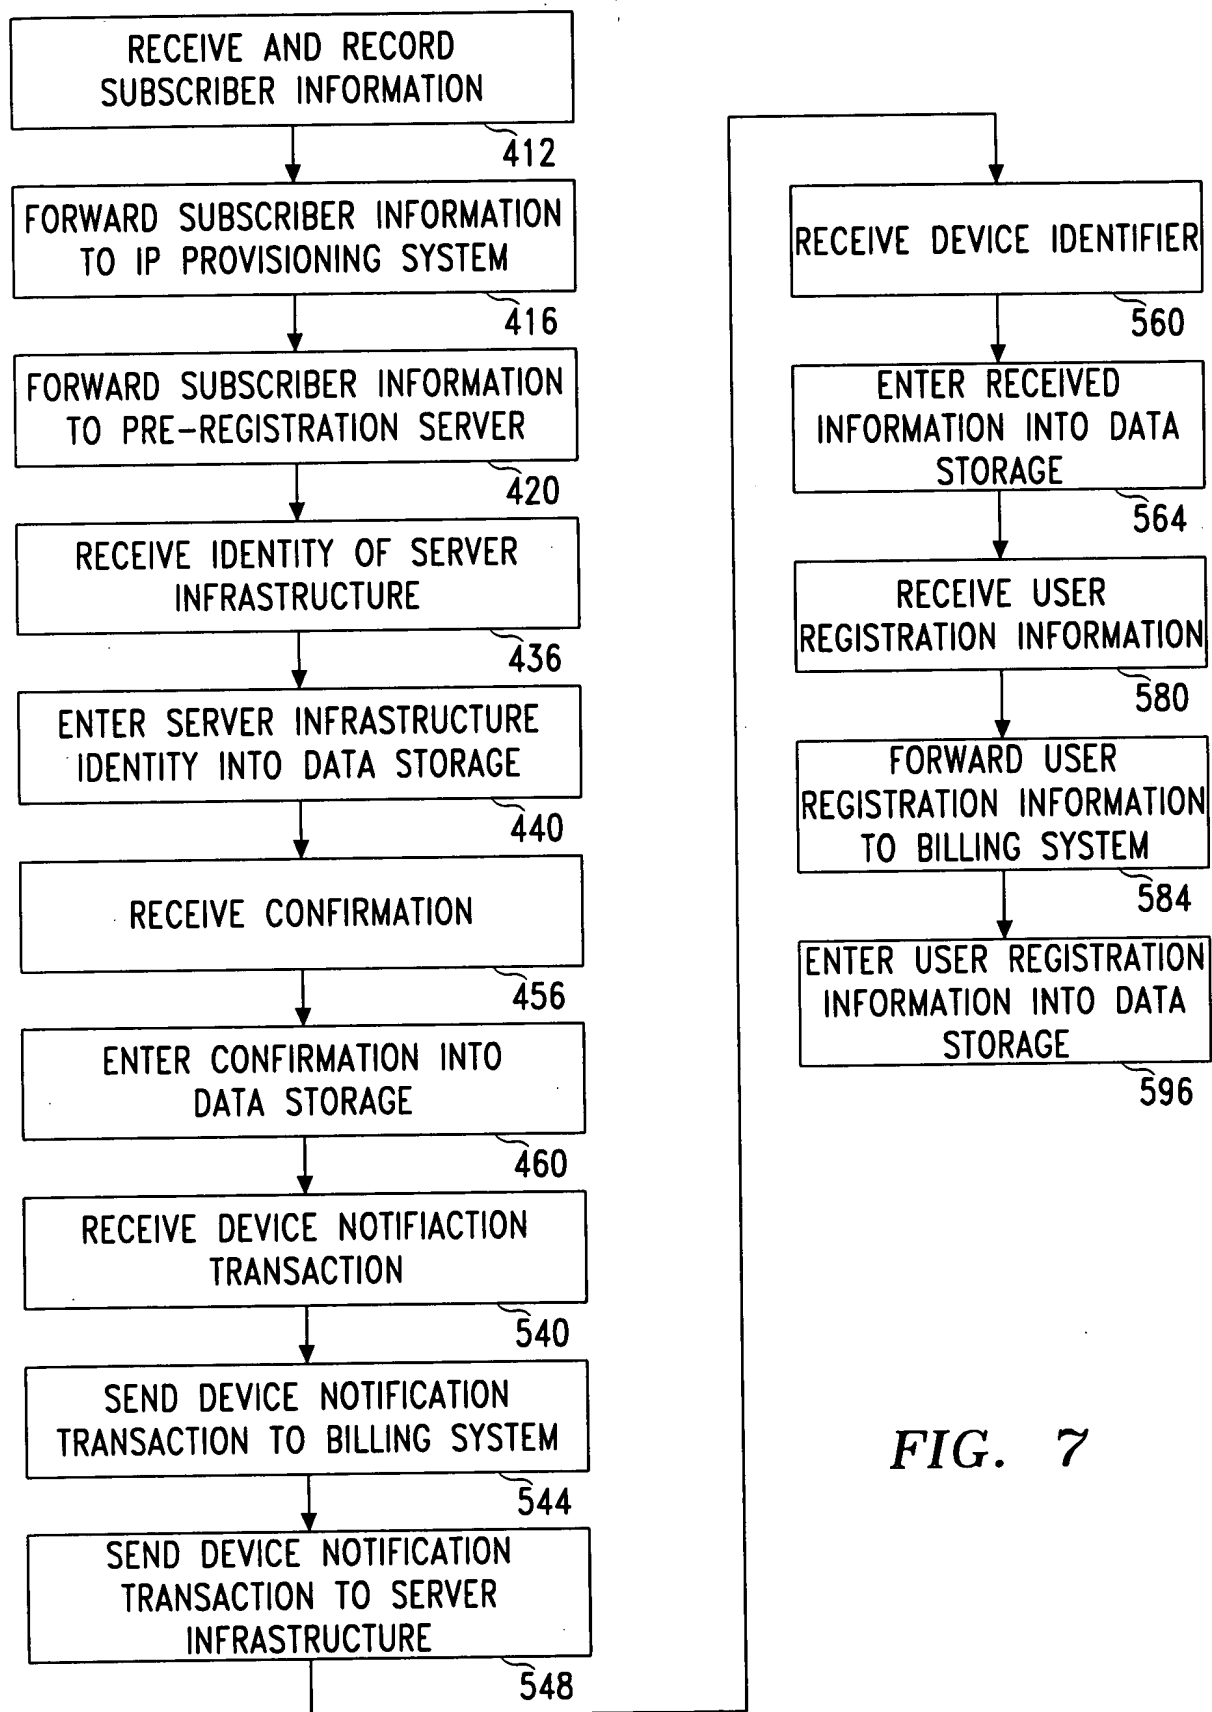 RECEIVE AND RECORD
SUBSCRIBER INFORMATION
412
FORWARD SUBSCRIBER INFORMATION
TO IP PROVISIONING SYSTEM
416
FORWARD SUBSCRIBER INFORMATION
TO PRE-REGISTRATION SERVER
420
RECEIVE IDENTITY OF SERVER
INFRASTRUCTURE
436
ENTER SERVER INFRASTRUCTURE
IDENTITY INTO DATA STORAGE
440
RECEIVE CONFIRMATION
456
ENTER CONFIRMATION INTO
DATA STORAGE
460
RECEIVE DEVICE NOTIFIACTION
TRANSACTION
540
SEND DEVICE NOTIFICATION
TRANSACTION TO BILLING SYSTEM
544
SEND DEVICE NOTIFICATION
TRANSACTION TO SERVER
INFRASTRUCTURE
548
RECEIVE DEVICE IDENTIFIER
560
ENTER RECEIVED
INFORMATION INTO DATA
STORAGE
564
RECEIVE USER
REGISTRATION INFORMATION
580
FORWARD USER
REGISTRATION INFORMATION
TO BILLING SYSTEM
584
ENTER USER REGISTRATION
INFORMATION INTO DATA
STORAGE
596
FIG. 7